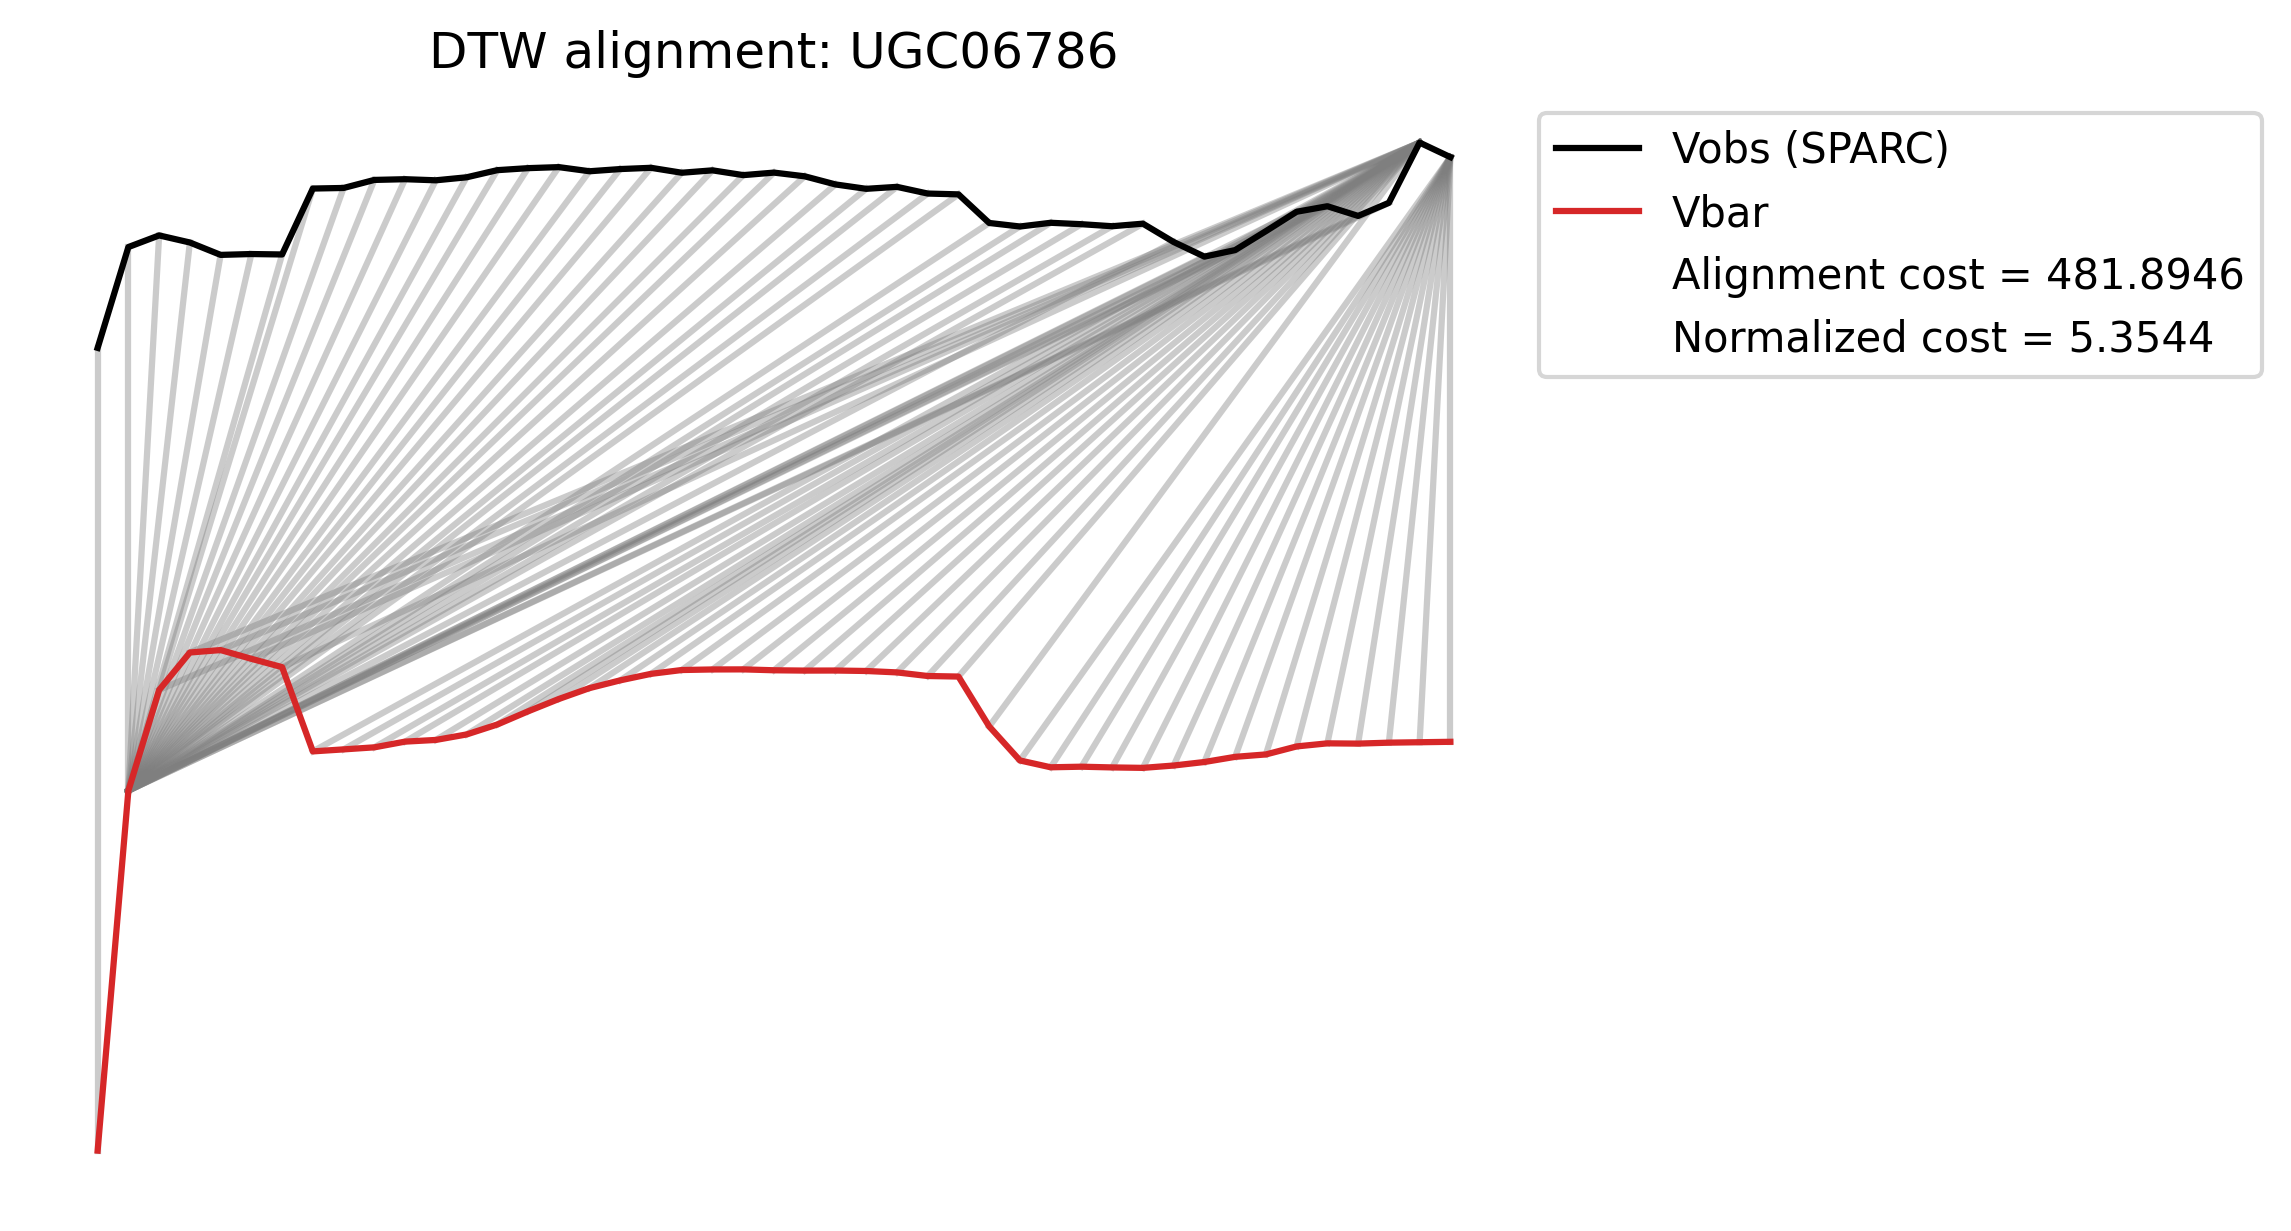 DTW alignment: UGC06786
Vobs (SPARC)
Vbar
Alignment cost = 481.8946
Normalized cost = 5.3544